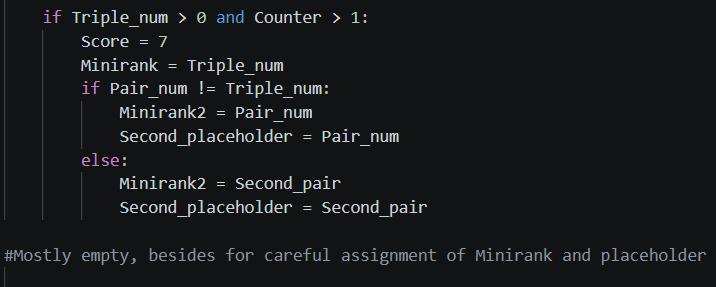 if Triple_num > 0 and Counter > 1:
Score = 7
Minirank = Triple_num
if Pair_num != Triple_num:
Minirank2 = Pair_num
Second_placeholder = Pair_num
else:
Minirank2 = Second_pair
Second_placeholder = Second_pair
#Mostly empty, besides for careful assignment of Minirank and placeholder